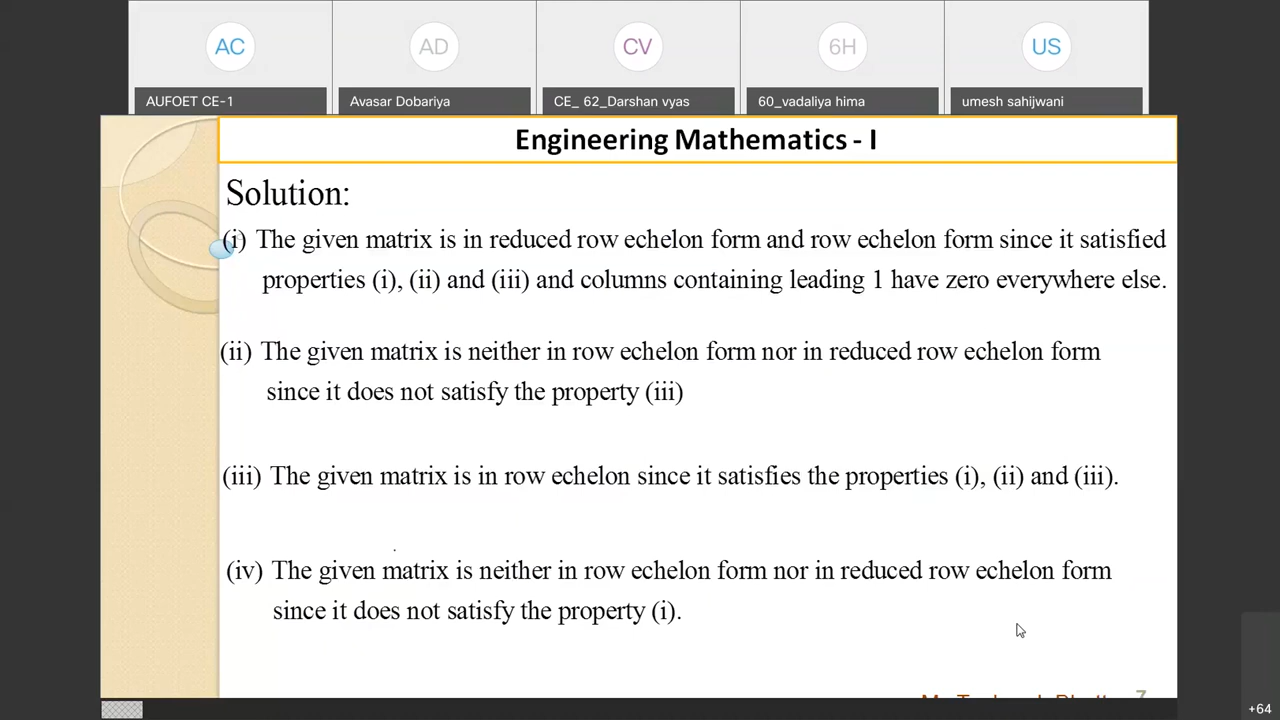 AC AD CV 6H US
AUFOET CE-1 Avasar Dobariya CE_ 62_Darshan vyas 60_vadaliya hima umesh sahijwani
Engineering Mathematics - I
Solution:
(i) The given matrix is in reduced row echelon form and row echelon form since it satisfied
properties (i), (ii) and (iii) and columns containing leading 1 have zero everywhere else.
(ii) The given matrix is neither in row echelon form nor in reduced row echelon form
since it does not satisfy the property (iii)
(iii) The given matrix is in row echelon since it satisfies the properties (i), (ii) and (iii).
(iv) The given matrix is neither in row echelon form nor in reduced row echelon form
since it does not satisfy the property (i).
7
+64